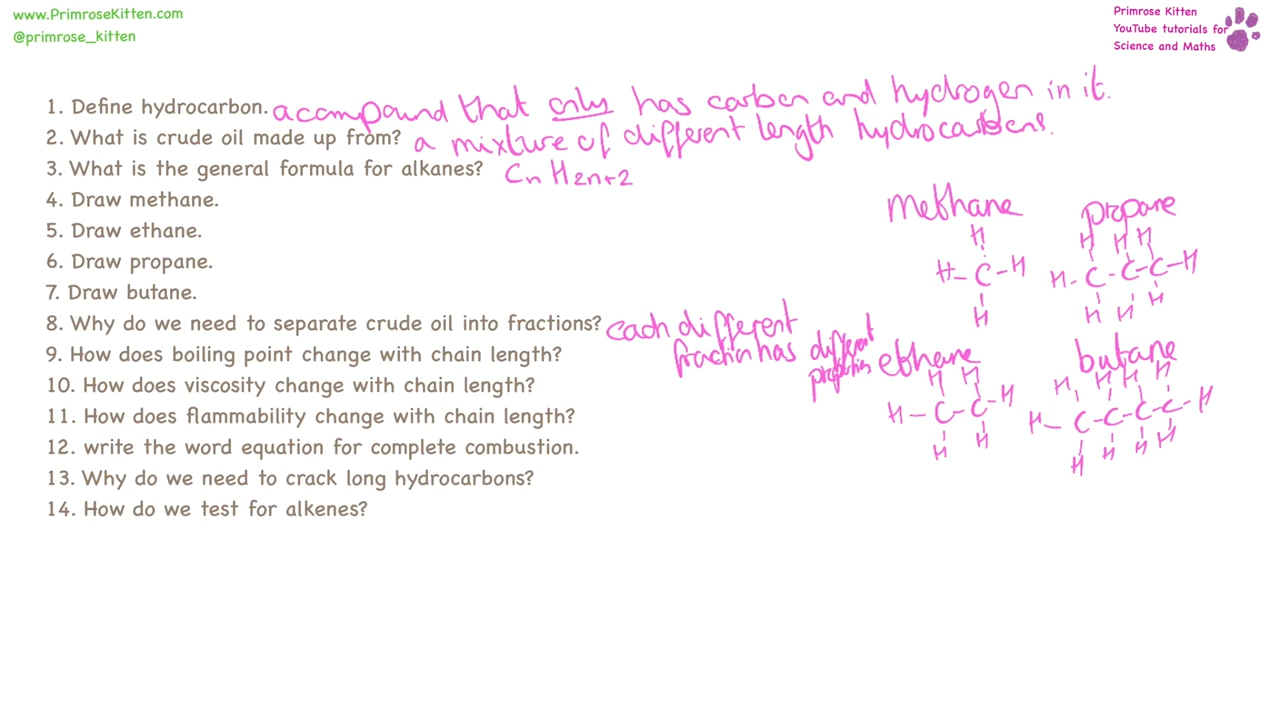 www.PrimroseKitten.com
@primrose_kitten
Primrose Kitten
YouTube tutorials for
Science and Maths
1. Define hydrocarbon. a compound that only has carbon and hydrogen in it.
2. What is crude oil made up from? a mixture of different length hydrocarbons.
3. What is the general formula for alkanes? CnH2n+2
4. Draw methane.
5. Draw ethane.
6. Draw propane.
7. Draw butane.
8. Why do we need to separate crude oil into fractions? each different
fraction has different
properties
9. How does boiling point change with chain length?
10. How does viscosity change with chain length?
11. How does flammability change with chain length?
12. write the word equation for complete combustion.
13. Why do we need to crack long hydrocarbons?
14. How do we test for alkenes?
methane
H
H-C-H
H
propane
H H H
H-C-C-C-H
H H H
ethane
H H
H-C-C-H
H H
butane
H H H H
H-C-C-C-C-H
H H H H